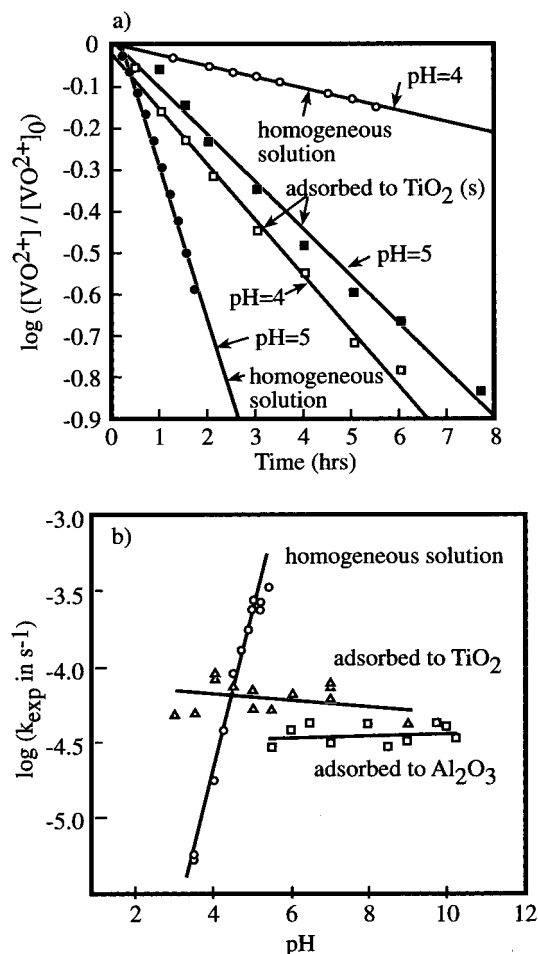 a)
0
-0.1
-0.2
-0.3
-0.4
-0.5
-0.6
-0.7
-0.8
-0.9
log ([VO2+] / [VO2+]0)
pH=4
homogeneous
solution
adsorbed to TiO2 (s)
pH=5
pH=4
pH=5
homogeneous
solution
0 1 2 3 4 5 6 7 8
Time (hrs)
b)
-3.0
-3.5
-4.0
-4.5
-5.0
log (kexp in s-1)
homogeneous solution
adsorbed to TiO2
adsorbed to Al2O3
2 4 6 8 10 12
pH